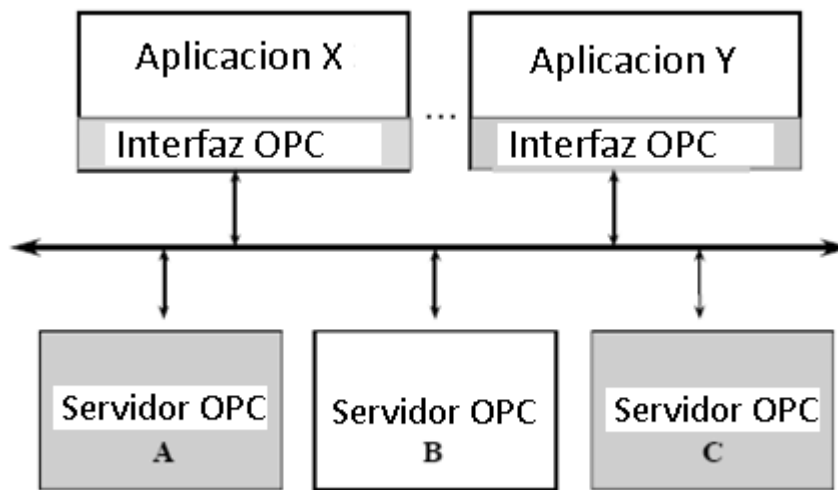 Aplicacion X
Aplicacion Y
...
Interfaz OPC
Interfaz OPC
Servidor OPC
A
Servidor OPC
B
Servidor OPC
C